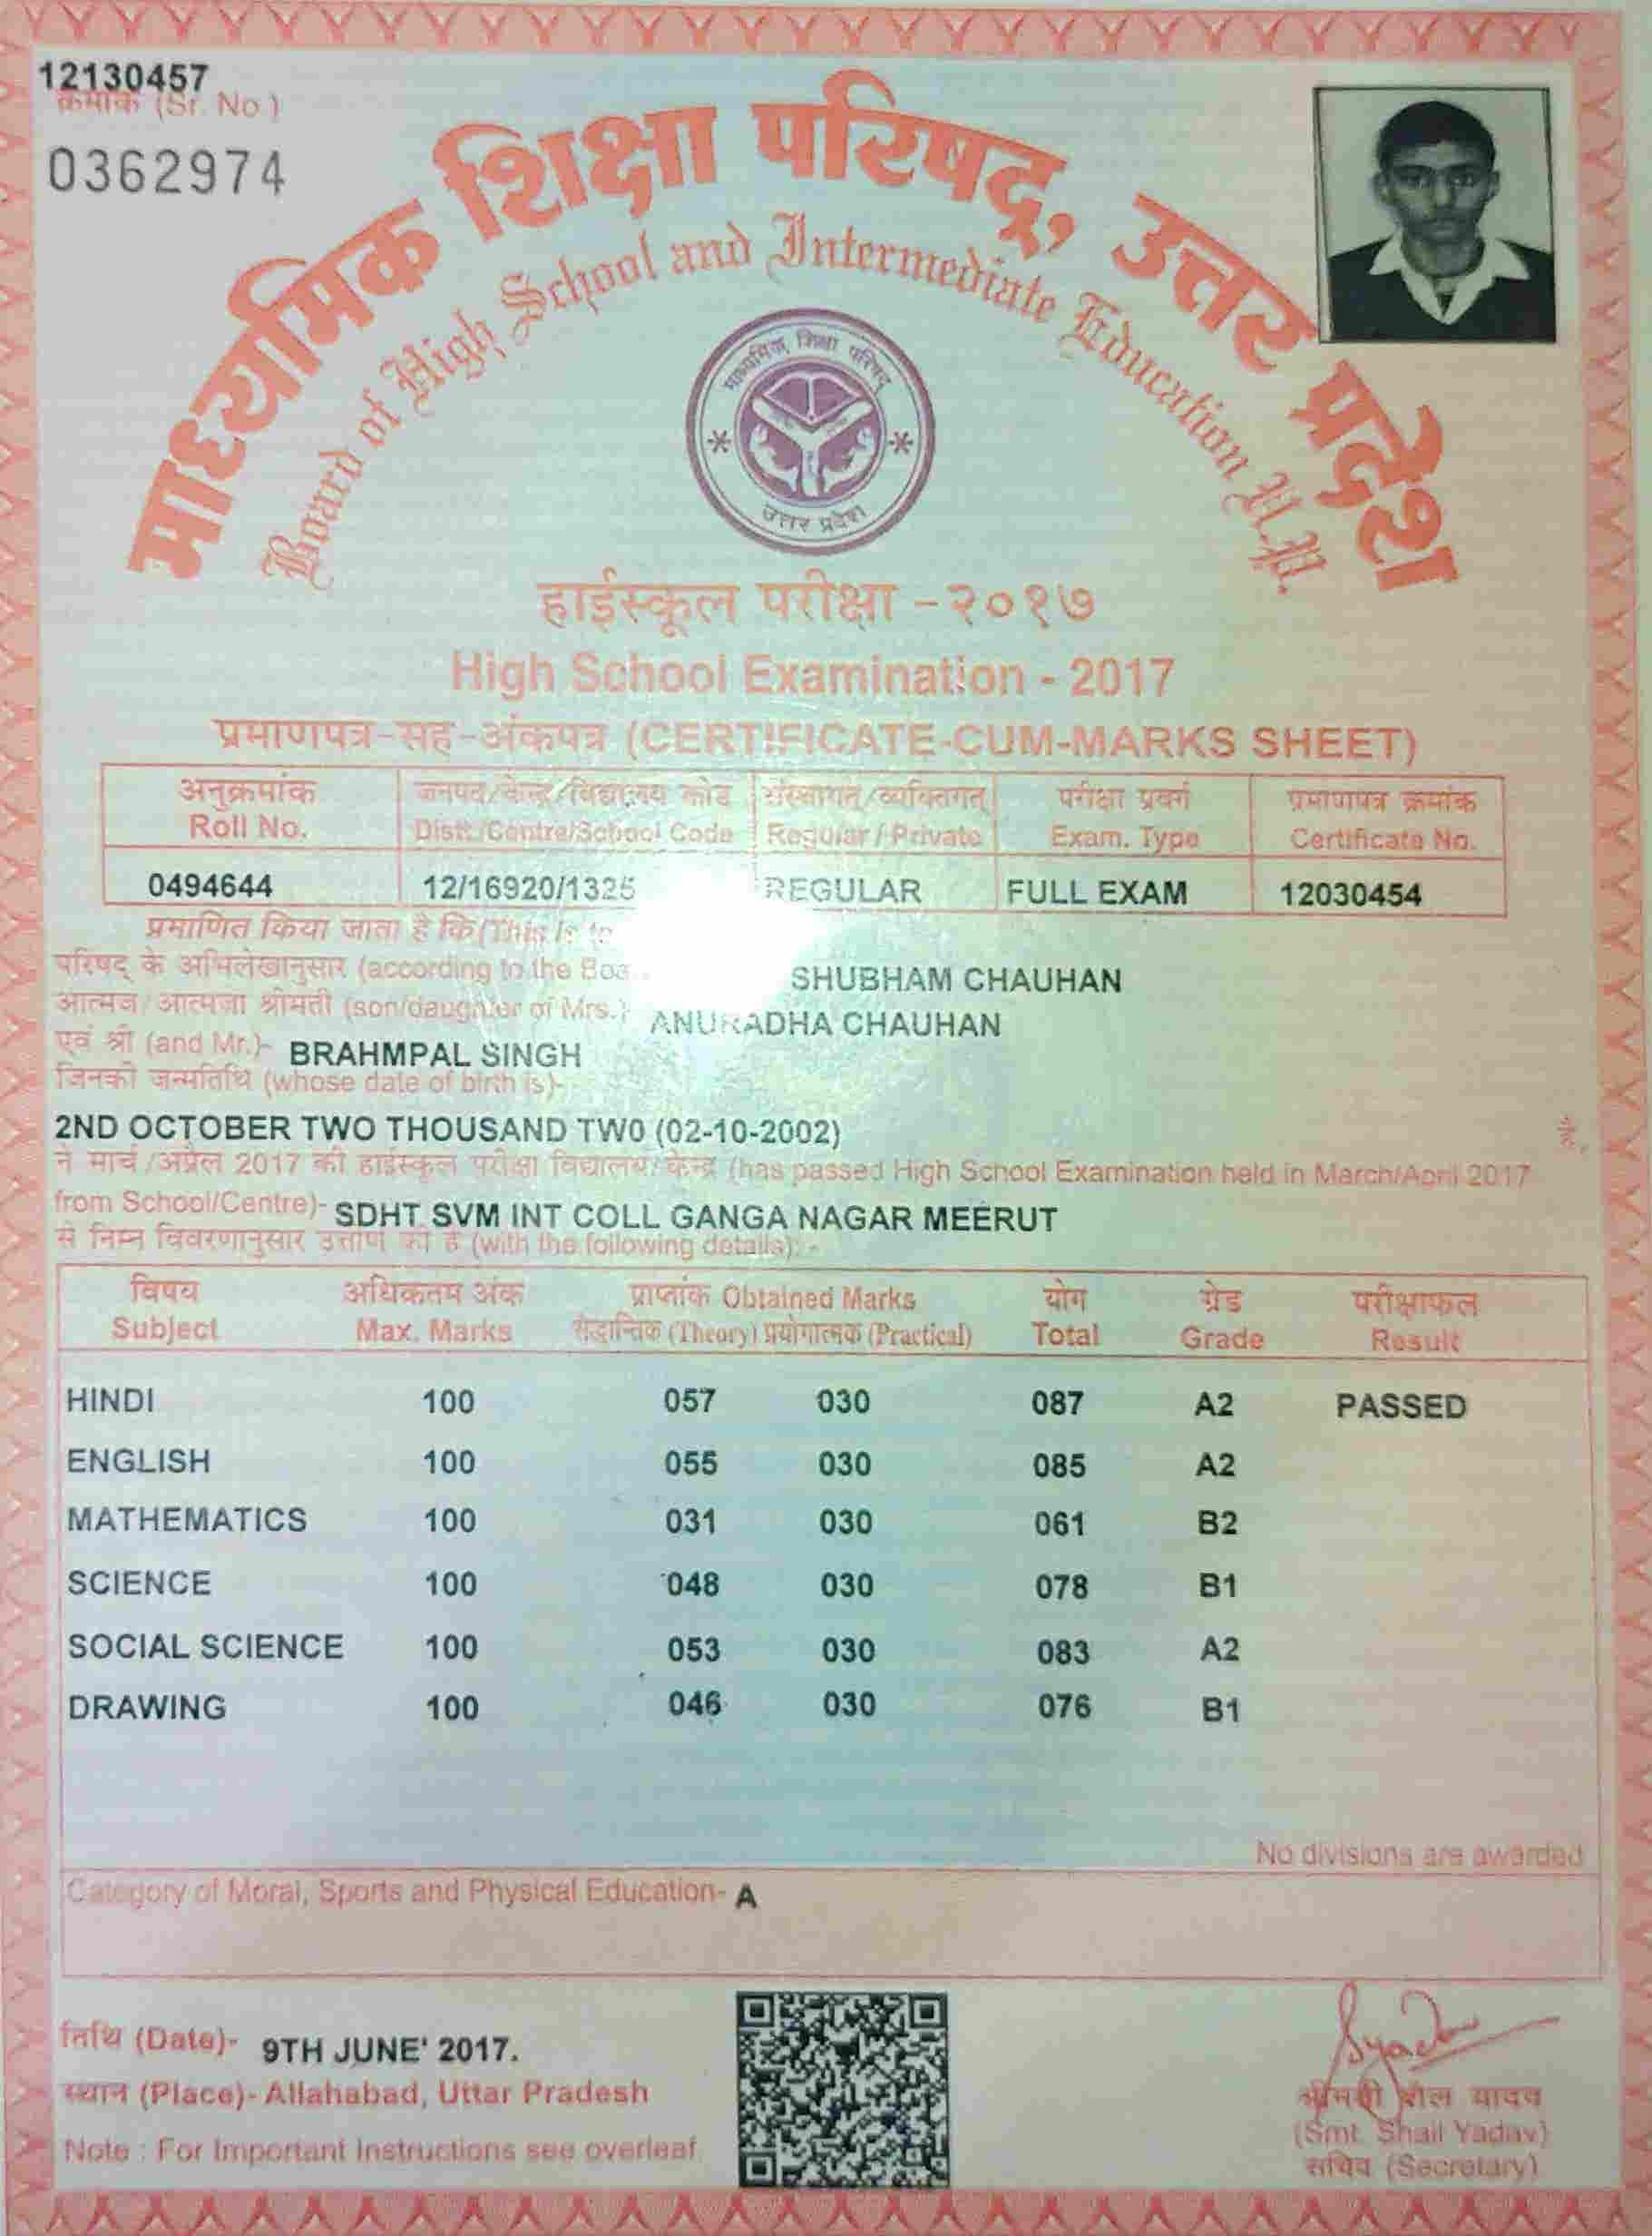 12130457
क्रमांक (Sr. No.)
0362974
माध्यमिक शिक्षा परिषद्, उत्तर प्रदेश
Board of High School and Intermediate Education U.P.
माध्यमिक शिक्षा परिषद्
उत्तर प्रदेश
हाईस्कूल परीक्षा -२०१७
High School Examination - 2017
प्रमाणपत्र-सह-अंकपत्र (CERTIFICATE-CUM-MARKS SHEET)
अनुक्रमांक जनपद/केन्द्र/विद्यालय कोड संस्थागत/व्यक्तिगत परीक्षा प्रवर्ग प्रमाणपत्र क्रमांक
Roll No. Distt./Centre/School Code Regular / Private Exam. Type Certificate No.
0494644 12/16920/1325 REGULAR FULL EXAM 12030454
प्रमाणित किया जाता है कि (This is to
परिषद् के अभिलेखानुसार (according to the SHUBHAM CHAUHAN
आत्मज/आत्मजा श्रीमती (son/daughter of Mrs.) ANURADHA CHAUHAN
एवं श्री (and Mr.)- BRAHMPAL SINGH
जिनकी जन्मतिथि (whose date of birth is)-
2ND OCTOBER TWO THOUSAND TWO (02-10-2002) है,
ने मार्च/अप्रैल 2017 की हाईस्कूल परीक्षा विद्यालय/केन्द्र (has passed High School Examination held in March/April 2017
from School/Centre)- SDHT SVM INT COLL GANGA NAGAR MEERUT
से निम्न विवरणानुसार उत्तीर्ण की है (with the following details): -
विषय अधिकतम अंक प्राप्तांक Obtained Marks योग ग्रेड परीक्षाफल
Subject Max. Marks सैद्धान्तिक (Theory) प्रयोगात्मक (Practical) Total Grade Result
HINDI 100 057 030 087 A2 PASSED
ENGLISH 100 055 030 085 A2
MATHEMATICS 100 031 030 061 B2
SCIENCE 100 048 030 078 B1
SOCIAL SCIENCE 100 053 030 083 A2
DRAWING 100 046 030 076 B1
No divisions are awarded
Category of Moral, Sports and Physical Education- A
तिथि (Date)- 9TH JUNE' 2017.
स्थान (Place)- Allahabad, Uttar Pradesh
Note : For Important Instructions see overleaf
श्रीमती शैल यादव
(Smt. Shail Yadav)
सचिव (Secretary)